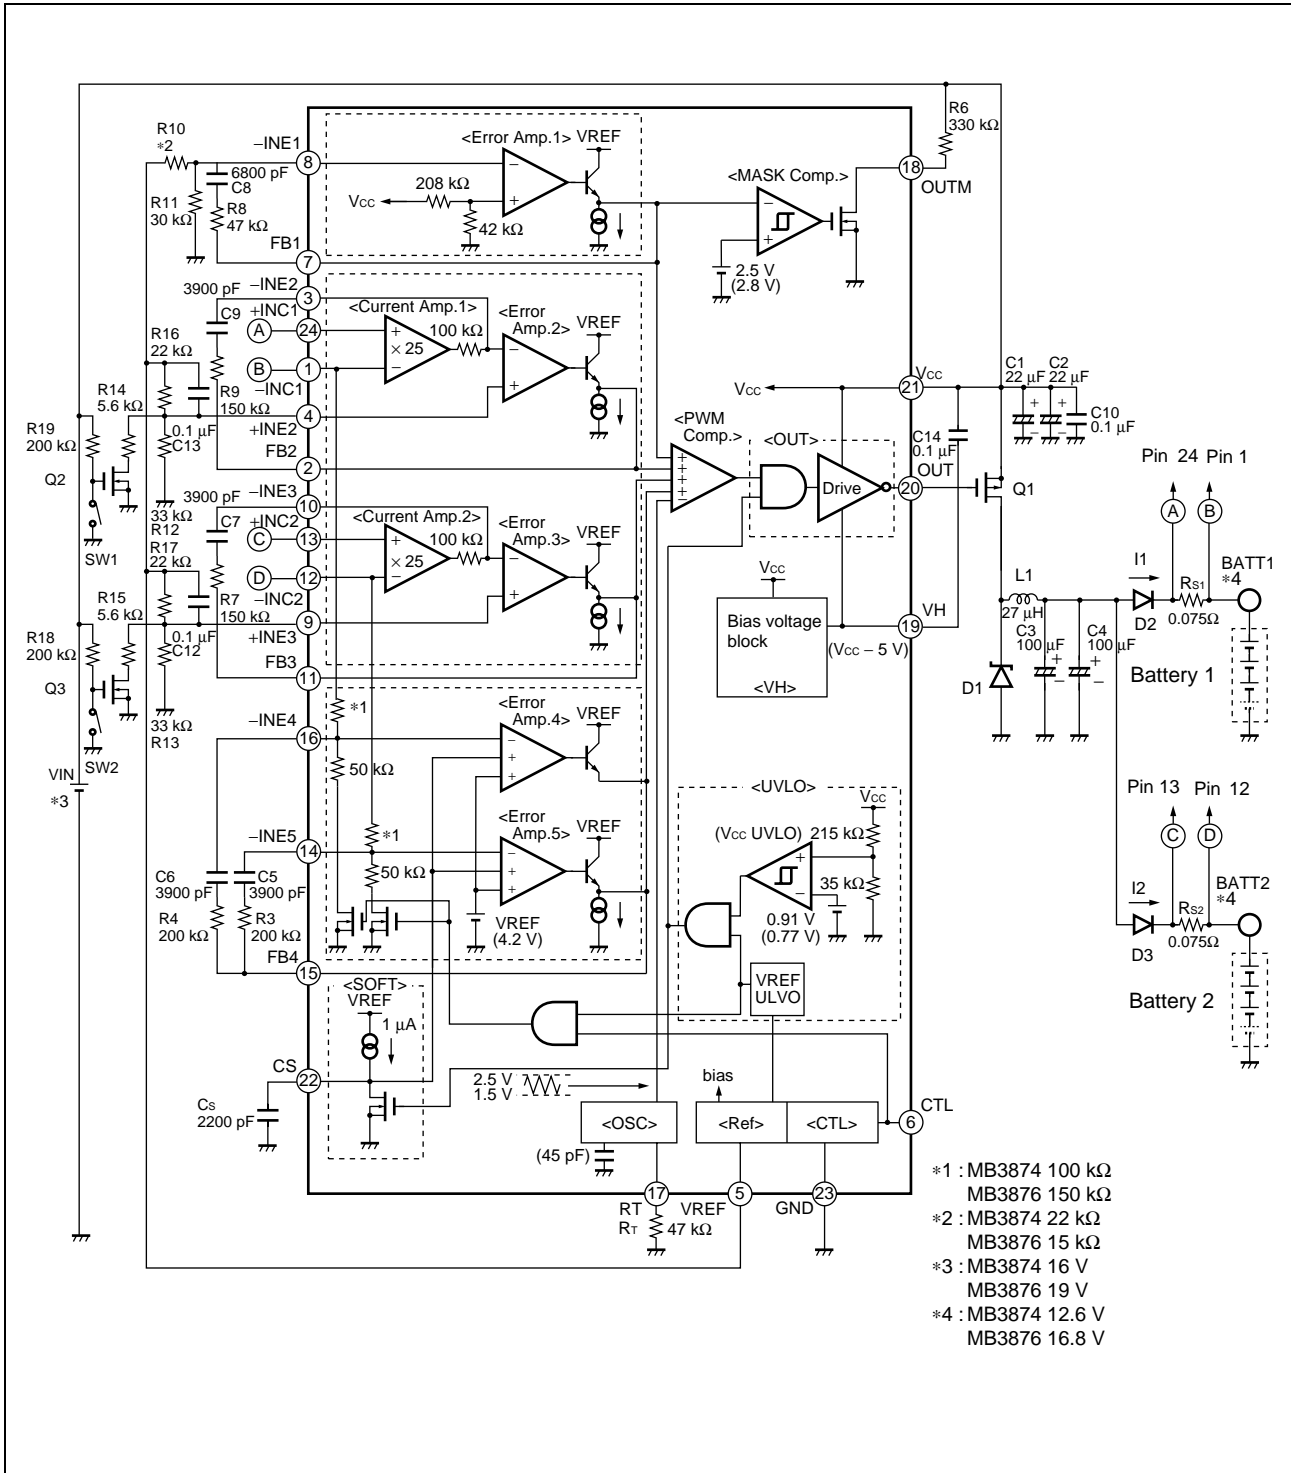 R10
*2
−INE1
8
6800 pF
C8
R11
30 kΩ
R8
47 kΩ
FB1
7
<Error Amp.1>
VREF
−
+
208 kΩ
VCC
42 kΩ
<MASK Comp.>
−
+
2.5 V
(2.8 V)
R6
330 kΩ
18
OUTM
−INE2
3900 pF
3
C9
+INC1
A
24
B
1
−INC1
R16
22 kΩ
R14
5.6 kΩ
R9
150 kΩ
4
+INE2
0.1 μF
C13
R19
200 kΩ
FB2
2
Q2
SW1
33 kΩ
R12
<Current Amp.1>
+
× 25
−
100 kΩ
<Error
Amp.2>
VREF
−
+
−INE3
3900 pF
10
C7
+INC2
C
13
D
12
−INC2
R17
22 kΩ
R15
5.6 kΩ
R7
150 kΩ
9
+INE3
0.1 μF
C12
R18
200 kΩ
FB3
11
Q3
SW2
33 kΩ
R13
<Current Amp.2>
+
× 25
−
100 kΩ
<Error
Amp.3>
VREF
−
+
<PWM
Comp.>
+
+
+
+
−
<OUT>
Drive
VCC
VCC
21
C14
0.1 μF
OUT
20
VCC
Bias voltage
block
<VH>
VH
19
(VCC − 5 V)
C1
22 μF
C2
22 μF
+
−
+
−
C10
0.1 μF
Q1
Pin 24
Pin 1
A
B
I1
L1
27 μH
D2
RS1
0.075Ω
BATT1
*4
C3
100 μF
C4
100 μF
+
−
+
−
D1
Battery 1
Pin 13
Pin 12
C
D
I2
D3
RS2
0.075Ω
BATT2
*4
Battery 2
VIN
*3
−INE4
16
*1
50 kΩ
<Error
Amp.4>
VREF
−
+
+
−INE5
14
*1
50 kΩ
<Error
Amp.5>
VREF
−
+
+
VREF
(4.2 V)
C6
3900 pF
C5
3900 pF
R4
200 kΩ
R3
200 kΩ
FB4
15
<UVLO>
VCC
(VCC UVLO)
215 kΩ
35 kΩ
+
−
0.91 V
(0.77 V)
VREF
ULVO
<SOFT>
VREF
1 μA
CS
22
CS
2200 pF
2.5 V
1.5 V
<OSC>
(45 pF)
bias
<Ref>
<CTL>
CTL
6
17
5
23
RT
VREF
GND
RT
47 kΩ
*1 : MB3874 100 kΩ
MB3876 150 kΩ
*2 : MB3874 22 kΩ
MB3876 15 kΩ
*3 : MB3874 16 V
MB3876 19 V
*4 : MB3874 12.6 V
MB3876 16.8 V